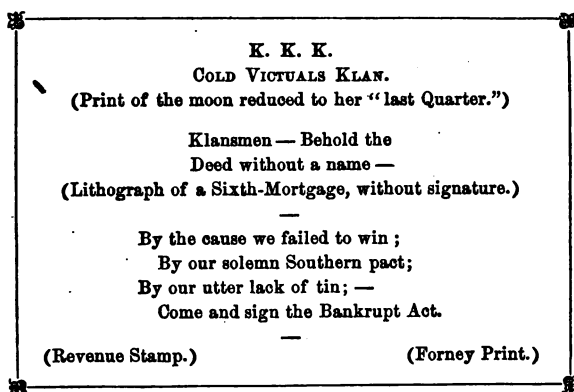 K. K. K.
Cold Victuals Klan.
(Print of the moon reduced to her “last Quarter.”)
Klansmen — Behold the
Deed without a name —
(Lithograph of a Sixth-Mortgage, without signature.)
—
By the cause we failed to win ;
By our solemn Southern pact;
By our utter lack of tin; —
Come and sign the Bankrupt Act.
—
(Revenue Stamp.) (Forney Print.)